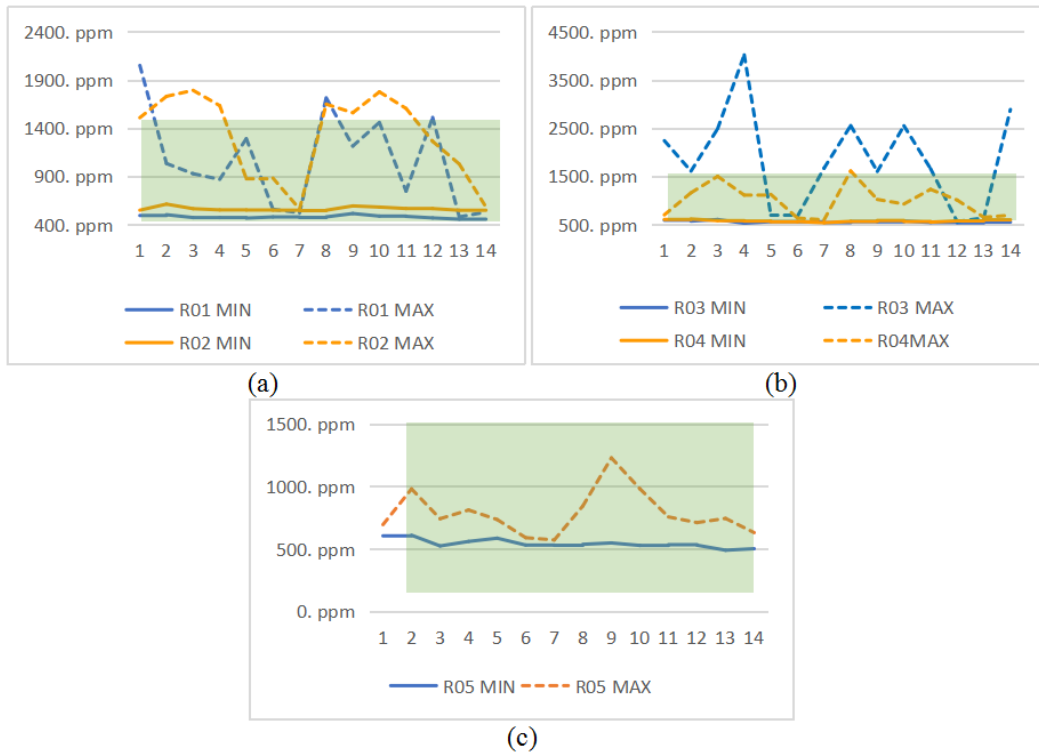 2400. ppm
1900. ppm
1400. ppm
900. ppm
400. ppm
1 2 3 4 5 6 7 8 9 10 11 12 13 14
R01 MIN R01 MAX
R02 MIN R02 MAX
(a)
4500. ppm
3500. ppm
2500. ppm
1500. ppm
500. ppm
1 2 3 4 5 6 7 8 9 10 11 12 13 14
R03 MIN R03 MAX
R04 MIN R04MAX
(b)
1500. ppm
1000. ppm
500. ppm
0. ppm
1 2 3 4 5 6 7 8 9 10 11 12 13 14
R05 MIN R05 MAX
(c)